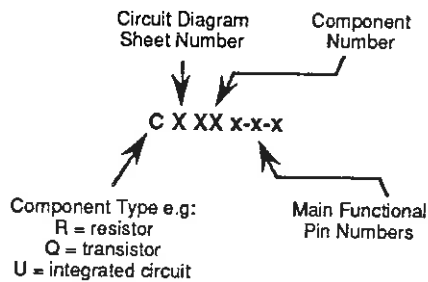 Circuit Diagram
Sheet Number
Component
Number
C X XX x-x-x
Component Type e.g:
R = resistor
Q = transistor
U = integrated circuit
Main Functional
Pin Numbers